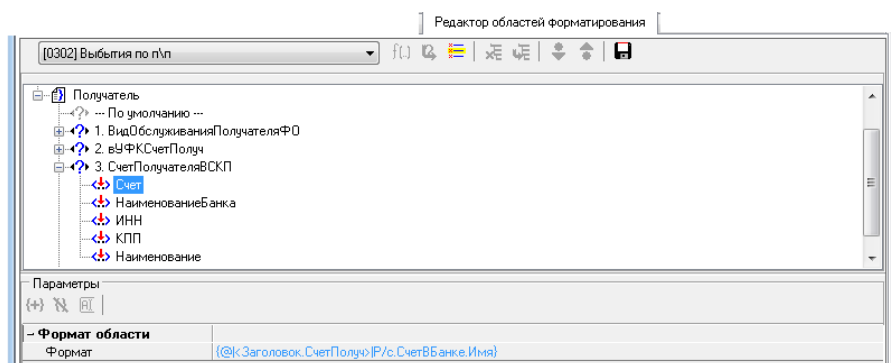 Редактор областей форматирования
[0302] Выбытия по п\п
Получатель
--- По умолчанию ---
1. ВидОбслуживанияПолучателяФО
2. вУФКСчетПолуч
3. СчетПолучателяВСКП
Счет
НаименованиеБанка
ИНН
КПП
Наименование
Параметры
Формат области
Формат {@|<Заголовок.СчетПолуч>|Р/с.СчетВБанке.Имя}